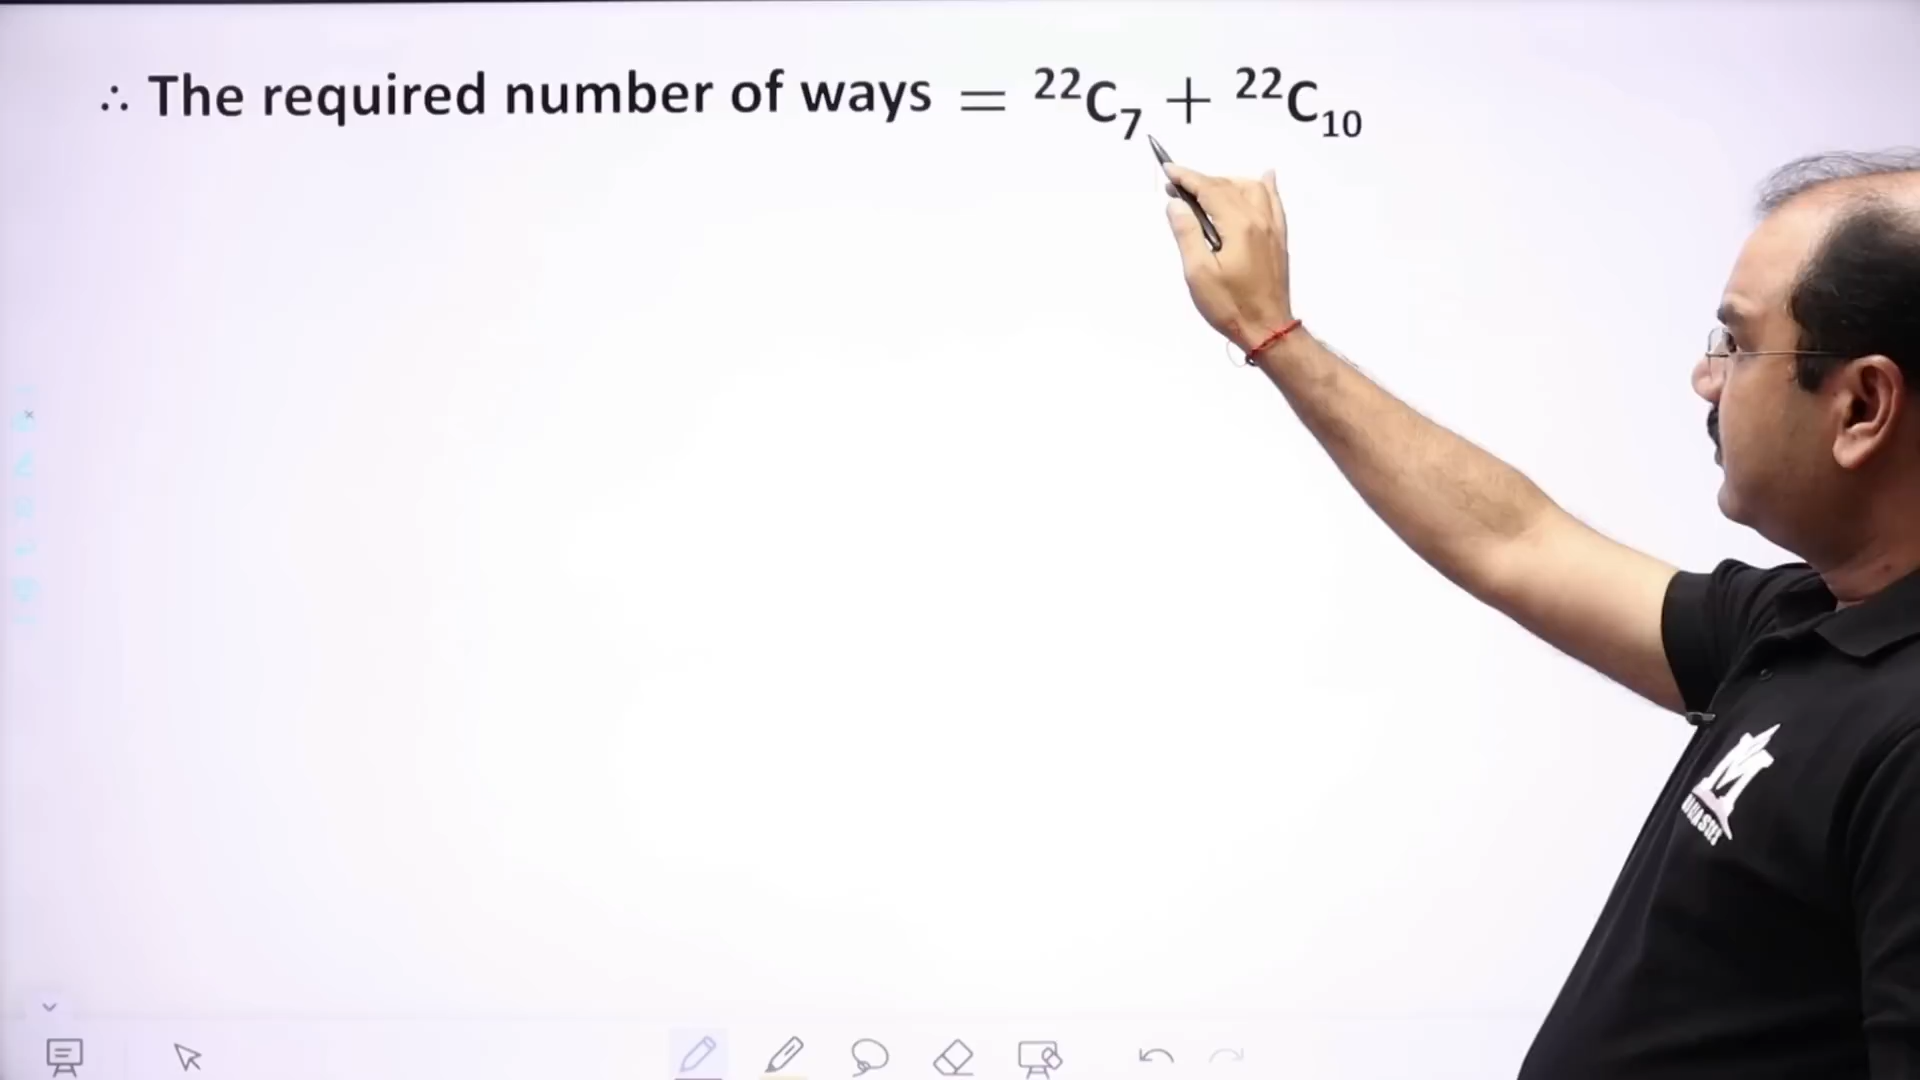 ∴ The required number of ways = ²²C₇ + ²²C₁₀
M